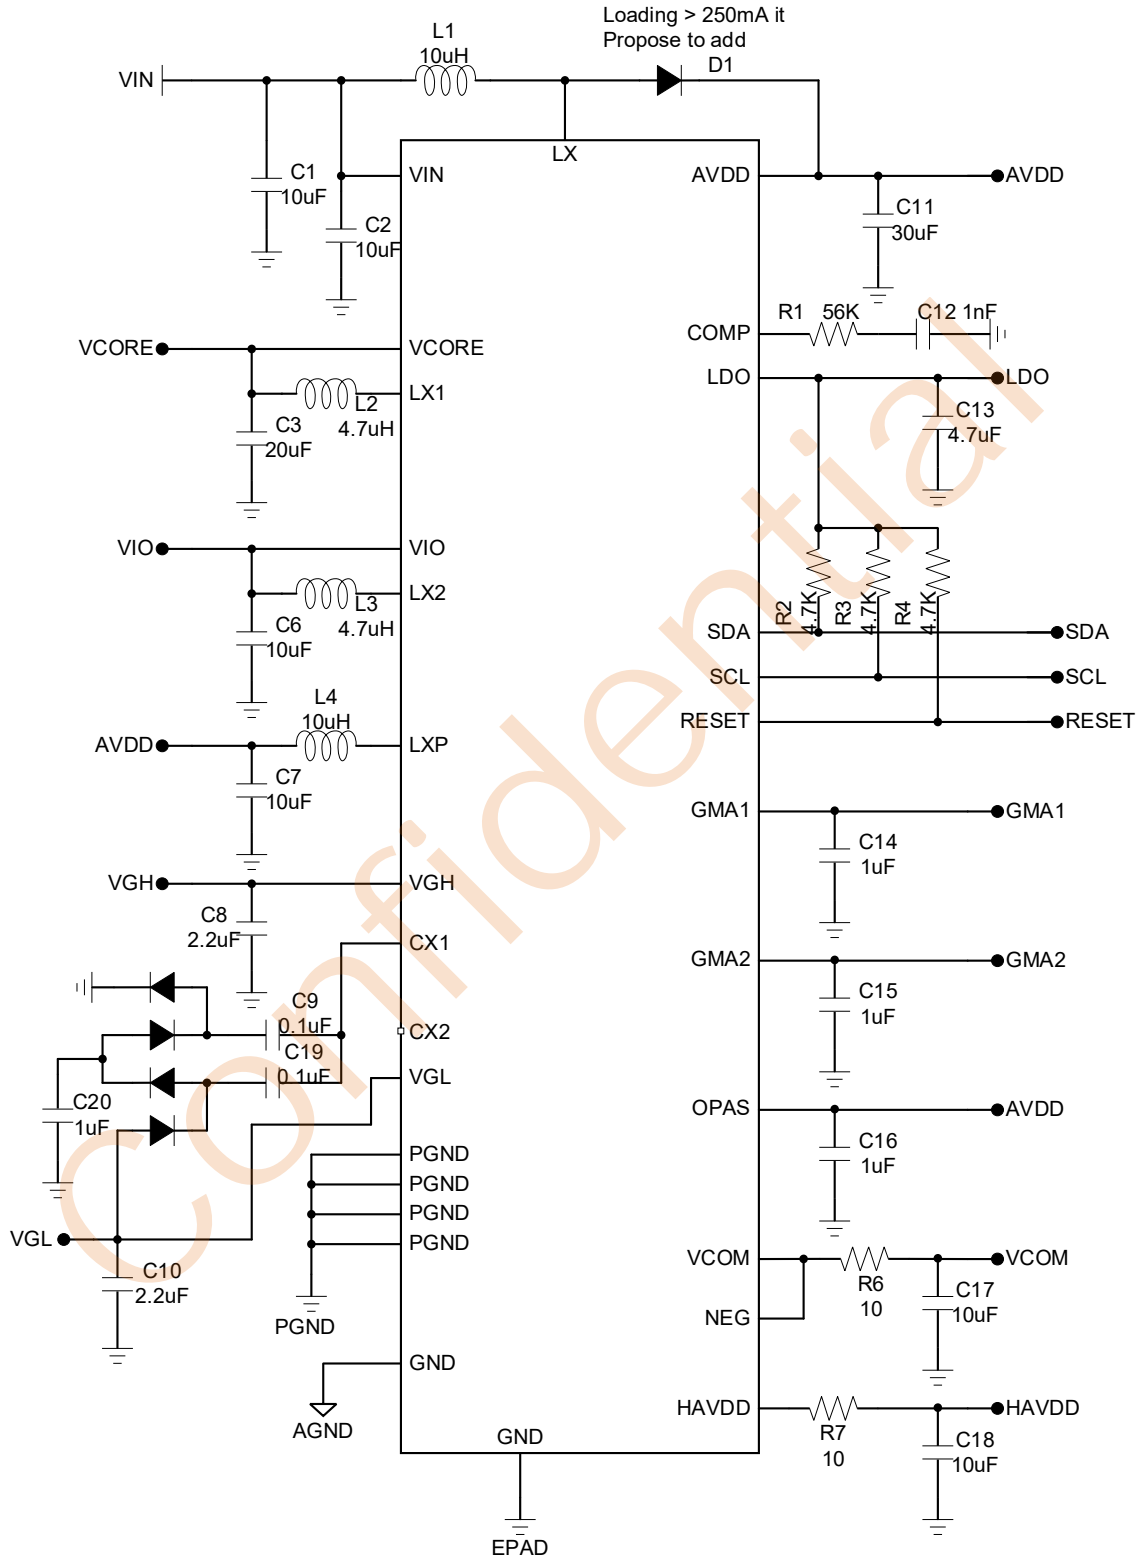 Loading > 250mA it
Propose to add
D1
L1
10uH
VIN
LX
C1
10uF
VIN
C2
10uF
AVDD
AVDD
C11
30uF
COMP
R1 56K
C12 1nF
VCORE
VCORE
LX1
L2
4.7uH
C3
20uF
LDO
LDO
C13
4.7uF
VIO
VIO
LX2
L3
4.7uH
C6
10uF
R2
4.7K
R3
4.7K
R4
4.7K
SDA
SDA
SCL
SCL
RESET
RESET
L4
10uH
AVDD
LXP
C7
10uF
GMA1
GMA1
C14
1uF
VGH
VGH
C8
2.2uF
CX1
GMA2
GMA2
C15
1uF
C9
0.1uF
CX2
C19
0.1uF
VGL
C20
1uF
OPAS
AVDD
C16
1uF
PGND
PGND
PGND
PGND
PGND
VGL
C10
2.2uF
VCOM
VCOM
R6
10
C17
10uF
NEG
GND
AGND
HAVDD
HAVDD
R7
10
C18
10uF
GND
EPAD
Confidential